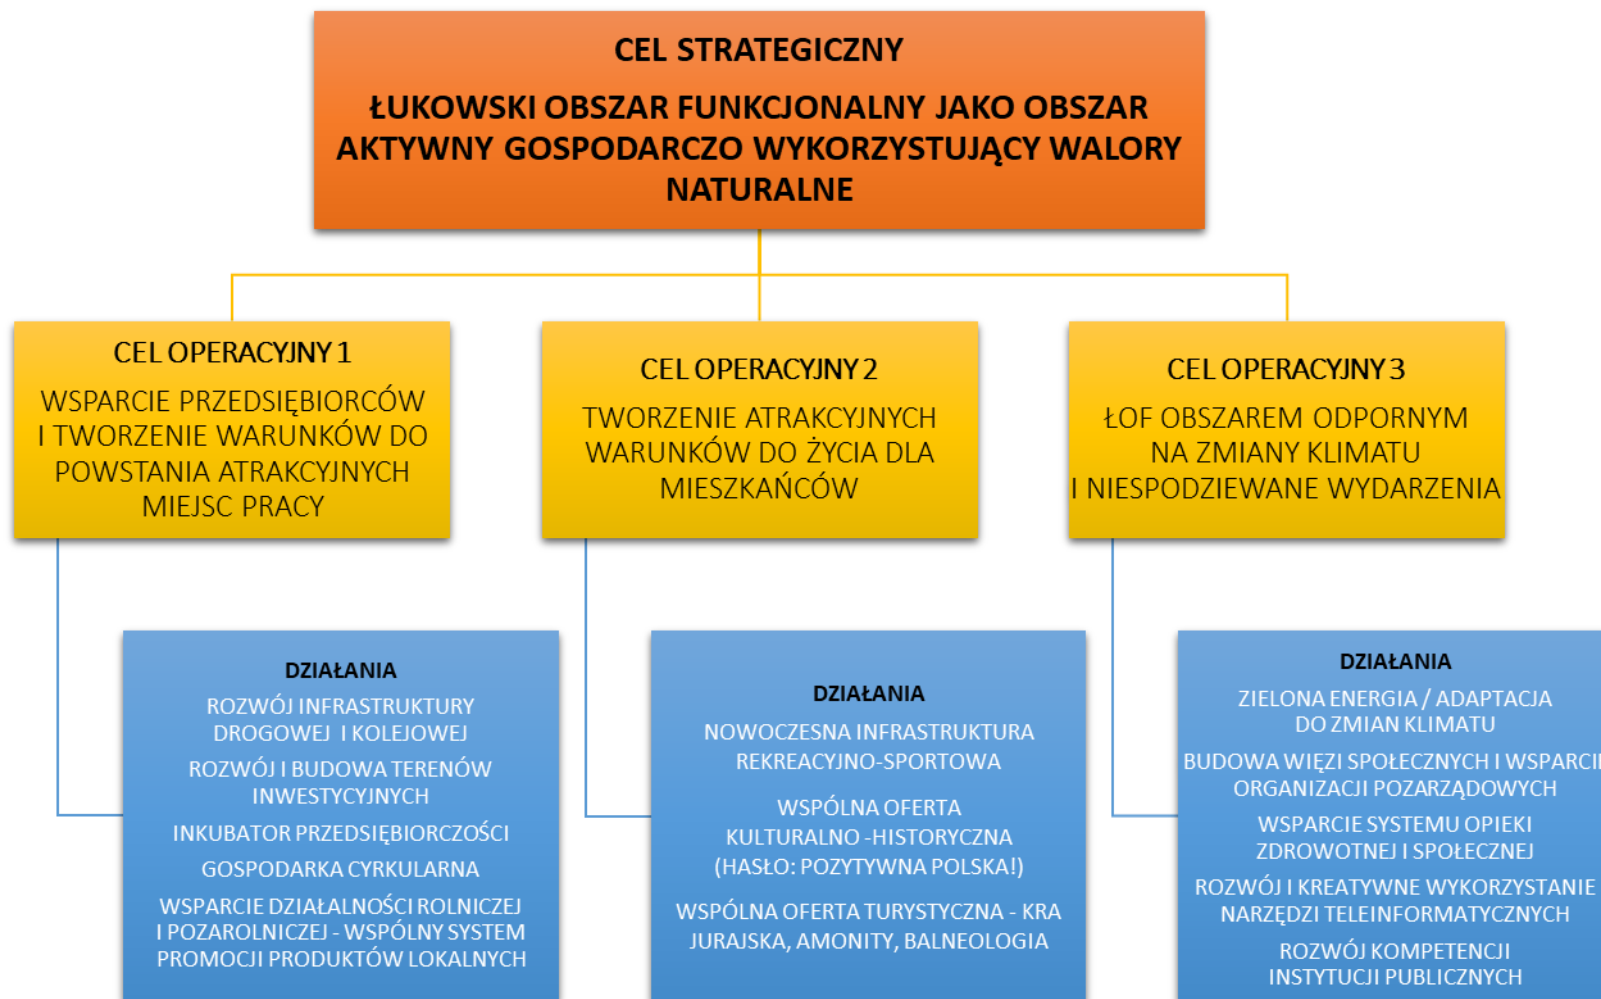 CEL STRATEGICZNY
ŁUKOWSKI OBSZAR FUNKCJONALNY JAKO OBSZAR
AKTYWNY GOSPODARCZO WYKORZYSTUJĄCY WALORY
NATURALNE
CEL OPERACYJNY 1
WSPARCIE PRZEDSIĘBIORCÓW
I TWORZENIE WARUNKÓW DO
POWSTANIA ATRAKCYJNYCH
MIEJSC PRACY
CEL OPERACYJNY 2
TWORZENIE ATRAKCYJNYCH
WARUNKÓW DO ŻYCIA DLA
MIESZKAŃCÓW
CEL OPERACYJNY 3
ŁOF OBSZAREM ODPORNYM
NA ZMIANY KLIMATU
I NIESPODZIEWANE WYDARZENIA
DZIAŁANIA
ROZWÓJ INFRASTRUKTURY
DROGOWEJ I KOLEJOWEJ
ROZWÓJ I BUDOWA TERENÓW
INWESTYCYJNYCH
INKUBATOR PRZEDSIĘBIORCZOŚCI
GOSPODARKA CYRKULARNA
WSPARCIE DZIAŁALNOŚCI ROLNICZEJ
I POZAROLNICZEJ - WSPÓLNY SYSTEM
PROMOCJI PRODUKTÓW LOKALNYCH
DZIAŁANIA
NOWOCZESNA INFRASTRUKTURA
REKREACYJNO-SPORTOWA
WSPÓLNA OFERTA
KULTURALNO -HISTORYCZNA
(HASŁO: POZYTYWNA POLSKA!)
WSPÓLNA OFERTA TURYSTYCZNA - KRA
JURAJSKA, AMONITY, BALNEOLOGIA
DZIAŁANIA
ZIELONA ENERGIA / ADAPTACJA
DO ZMIAN KLIMATU
BUDOWA WIĘZI SPOŁECZNYCH I WSPARCIE
ORGANIZACJI POZARZĄDOWYCH
WSPARCIE SYSTEMU OPIEKI
ZDROWOTNEJ I SPOŁECZNEJ
ROZWÓJ I KREATYWNE WYKORZYSTANIE
NARZĘDZI TELEINFORMATYCZNYCH
ROZWÓJ KOMPETENCJI
INSTYTUCJI PUBLICZNYCH